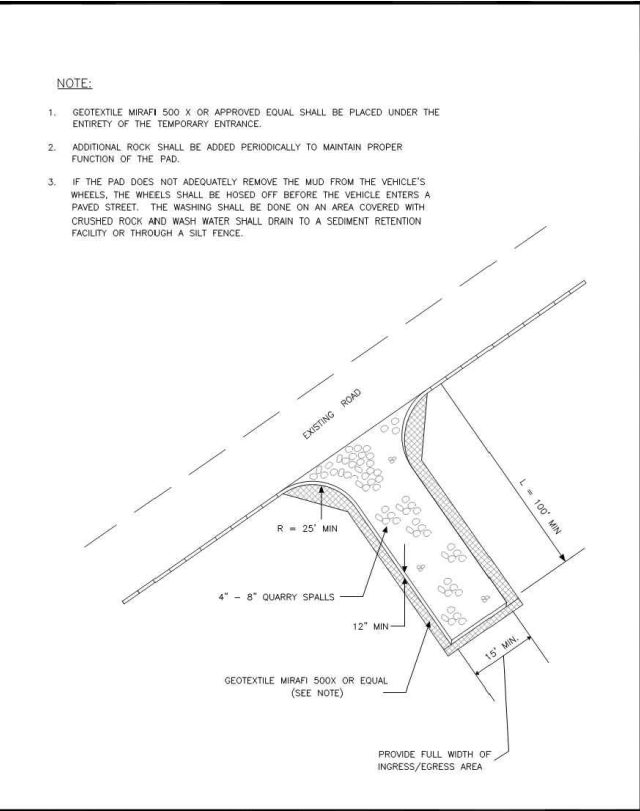 NOTE:
1. GEOTEXTILE MIRAFI 500 X OR APPROVED EQUAL SHALL BE PLACED UNDER THE
ENTIRETY OF THE TEMPORARY ENTRANCE.
2. ADDITIONAL ROCK SHALL BE ADDED PERIODICALLY TO MAINTAIN PROPER
FUNCTION OF THE PAD.
3. IF THE PAD DOES NOT ADEQUATELY REMOVE THE MUD FROM THE VEHICLE'S
WHEELS, THE WHEELS SHALL BE HOSED OFF BEFORE THE VEHICLE ENTERS A
PAVED STREET. THE WASHING SHALL BE DONE ON AN AREA COVERED WITH
CRUSHED ROCK AND WASH WATER SHALL DRAIN TO A SEDIMENT RETENTION
FACILITY OR THROUGH A SILT FENCE.
EXISTING ROAD
L = 100' MIN
R = 25' MIN
4" - 8" QUARRY SPALLS
12" MIN
15' MIN.
GEOTEXTILE MIRAFI 500X OR EQUAL
(SEE NOTE)
PROVIDE FULL WIDTH OF
INGRESS/EGRESS AREA